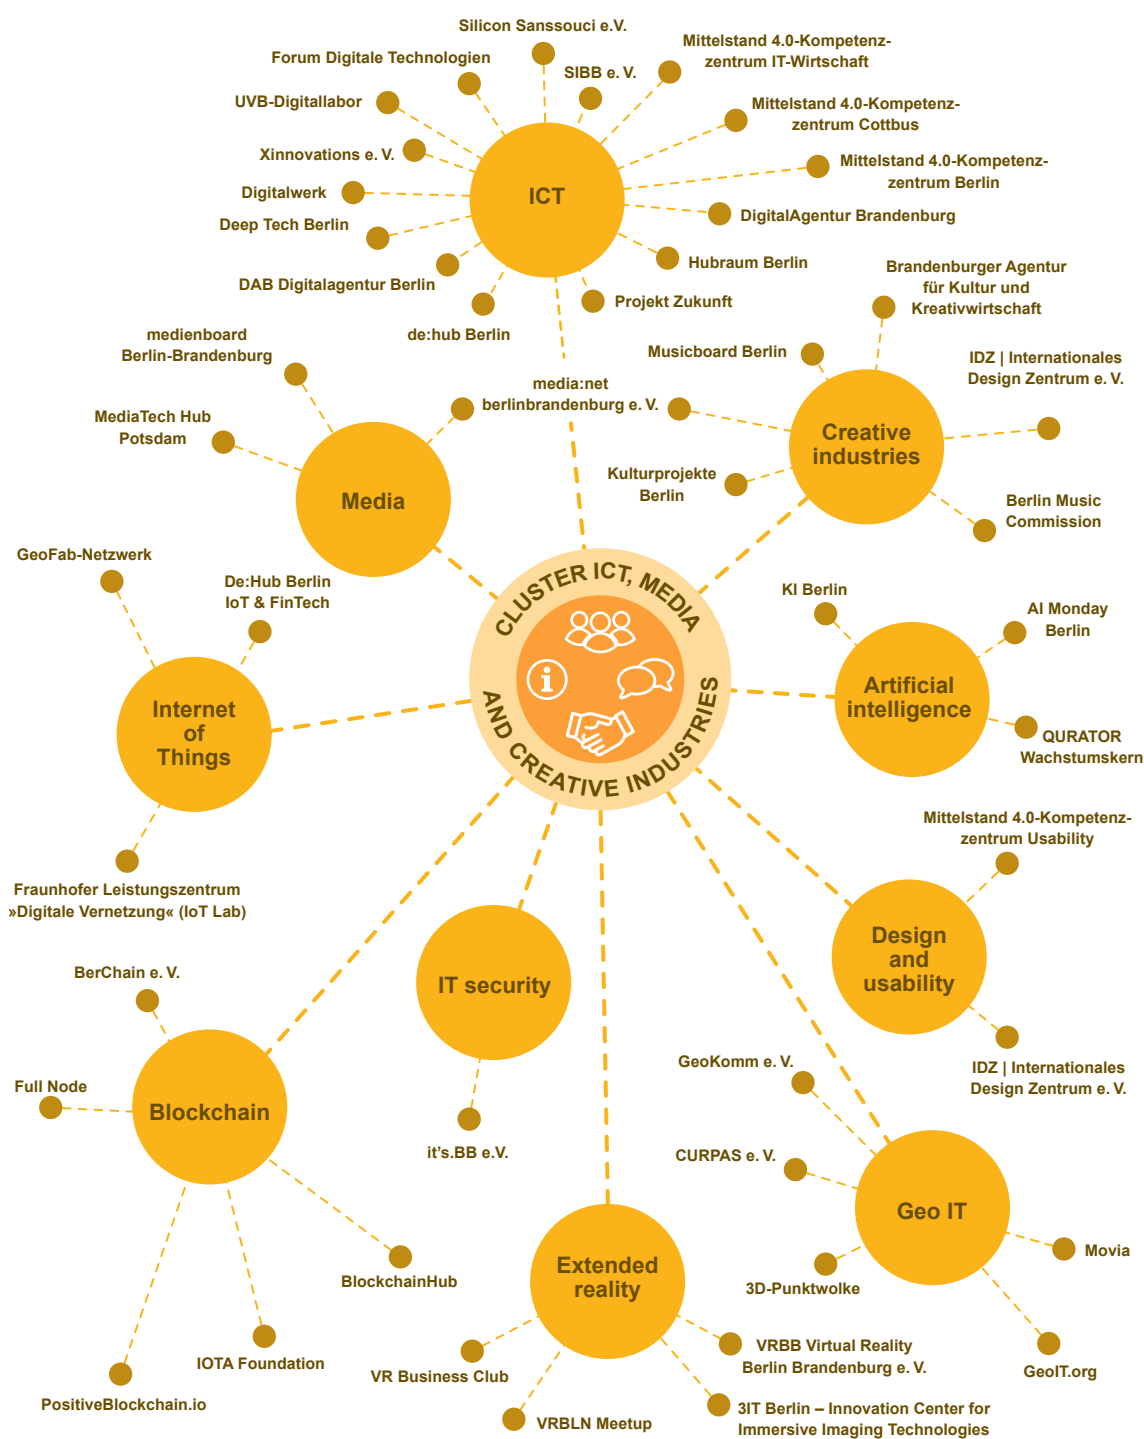 Silicon Sanssouci e.V.
Forum Digitale Technologien
SIBB e. V.
Mittelstand 4.0-Kompetenz-
zentrum IT-Wirtschaft
UVB-Digitallabor
Mittelstand 4.0-Kompetenz-
zentrum Cottbus
Xinnovations e. V.
Mittelstand 4.0-Kompetenz-
zentrum Berlin
Digitalwerk
ICT
DigitalAgentur Brandenburg
Deep Tech Berlin
Hubraum Berlin
DAB Digitalagentur Berlin
Projekt Zukunft
de:hub Berlin
Brandenburger Agentur
für Kultur und
Kreativwirtschaft
medienboard
Berlin-Brandenburg
Musicboard Berlin
IDZ | Internationales
Design Zentrum e. V.
media:net
berlinbrandenburg e. V.
MediaTech Hub
Potsdam
Creative
industries
Kulturprojekte
Berlin
Media
Berlin Music
Commission
GeoFab-Netzwerk
De:Hub Berlin
IoT & FinTech
CLUSTER ICT, MEDIA
AND CREATIVE INDUSTRIES
KI Berlin
AI Monday
Berlin
Artificial
intelligence
QURATOR
Wachstumskern
Internet
of
Things
Fraunhofer Leistungszentrum
»Digitale Vernetzung« (IoT Lab)
Mittelstand 4.0-Kompetenz-
zentrum Usability
Design
and
usability
IDZ | Internationales
Design Zentrum e. V.
IT security
it’s.BB e.V.
BerChain e. V.
Full Node
Blockchain
BlockchainHub
IOTA Foundation
PositiveBlockchain.io
GeoKomm e. V.
CURPAS e. V.
Geo IT
Movia
3D-Punktwolke
GeoIT.org
Extended
reality
VR Business Club
VRBB Virtual Reality
Berlin Brandenburg e. V.
VRBLN Meetup
3IT Berlin – Innovation Center for
Immersive Imaging Technologies